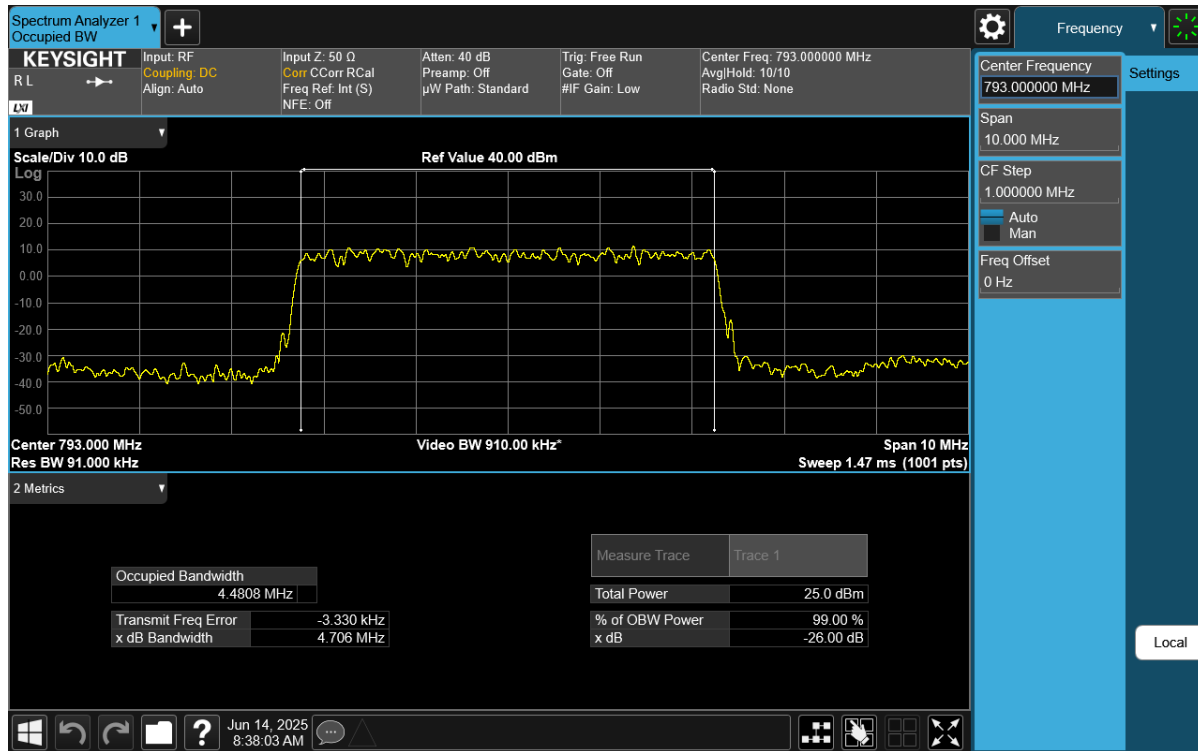 Spectrum Analyzer 1
Occupied BW
+
Frequency
KEYSIGHT
R L
LXI
Input: RF
Coupling: DC
Align: Auto
Input Z: 50 Ω
Corr CCorr RCal
Freq Ref: Int (S)
NFE: Off
Atten: 40 dB
Preamp: Off
µW Path: Standard
Trig: Free Run
Gate: Off
#IF Gain: Low
Center Freq: 793.000000 MHz
Avg|Hold: 10/10
Radio Std: None
Center Frequency
793.000000 MHz
Settings
Span
10.000 MHz
CF Step
1.000000 MHz
Auto
Man
Freq Offset
0 Hz
Local
1 Graph
Scale/Div 10.0 dB
Ref Value 40.00 dBm
Log
30.0
20.0
10.0
0.00
-10.0
-20.0
-30.0
-40.0
-50.0
Center 793.000 MHz
Video BW 910.00 kHz*
Span 10 MHz
Res BW 91.000 kHz
Sweep 1.47 ms (1001 pts)
2 Metrics
Measure Trace Trace 1
Occupied Bandwidth
4.4808 MHz
Total Power 25.0 dBm
Transmit Freq Error -3.330 kHz
% of OBW Power 99.00 %
x dB Bandwidth 4.706 MHz
x dB -26.00 dB
?
Jun 14, 2025
8:38:03 AM